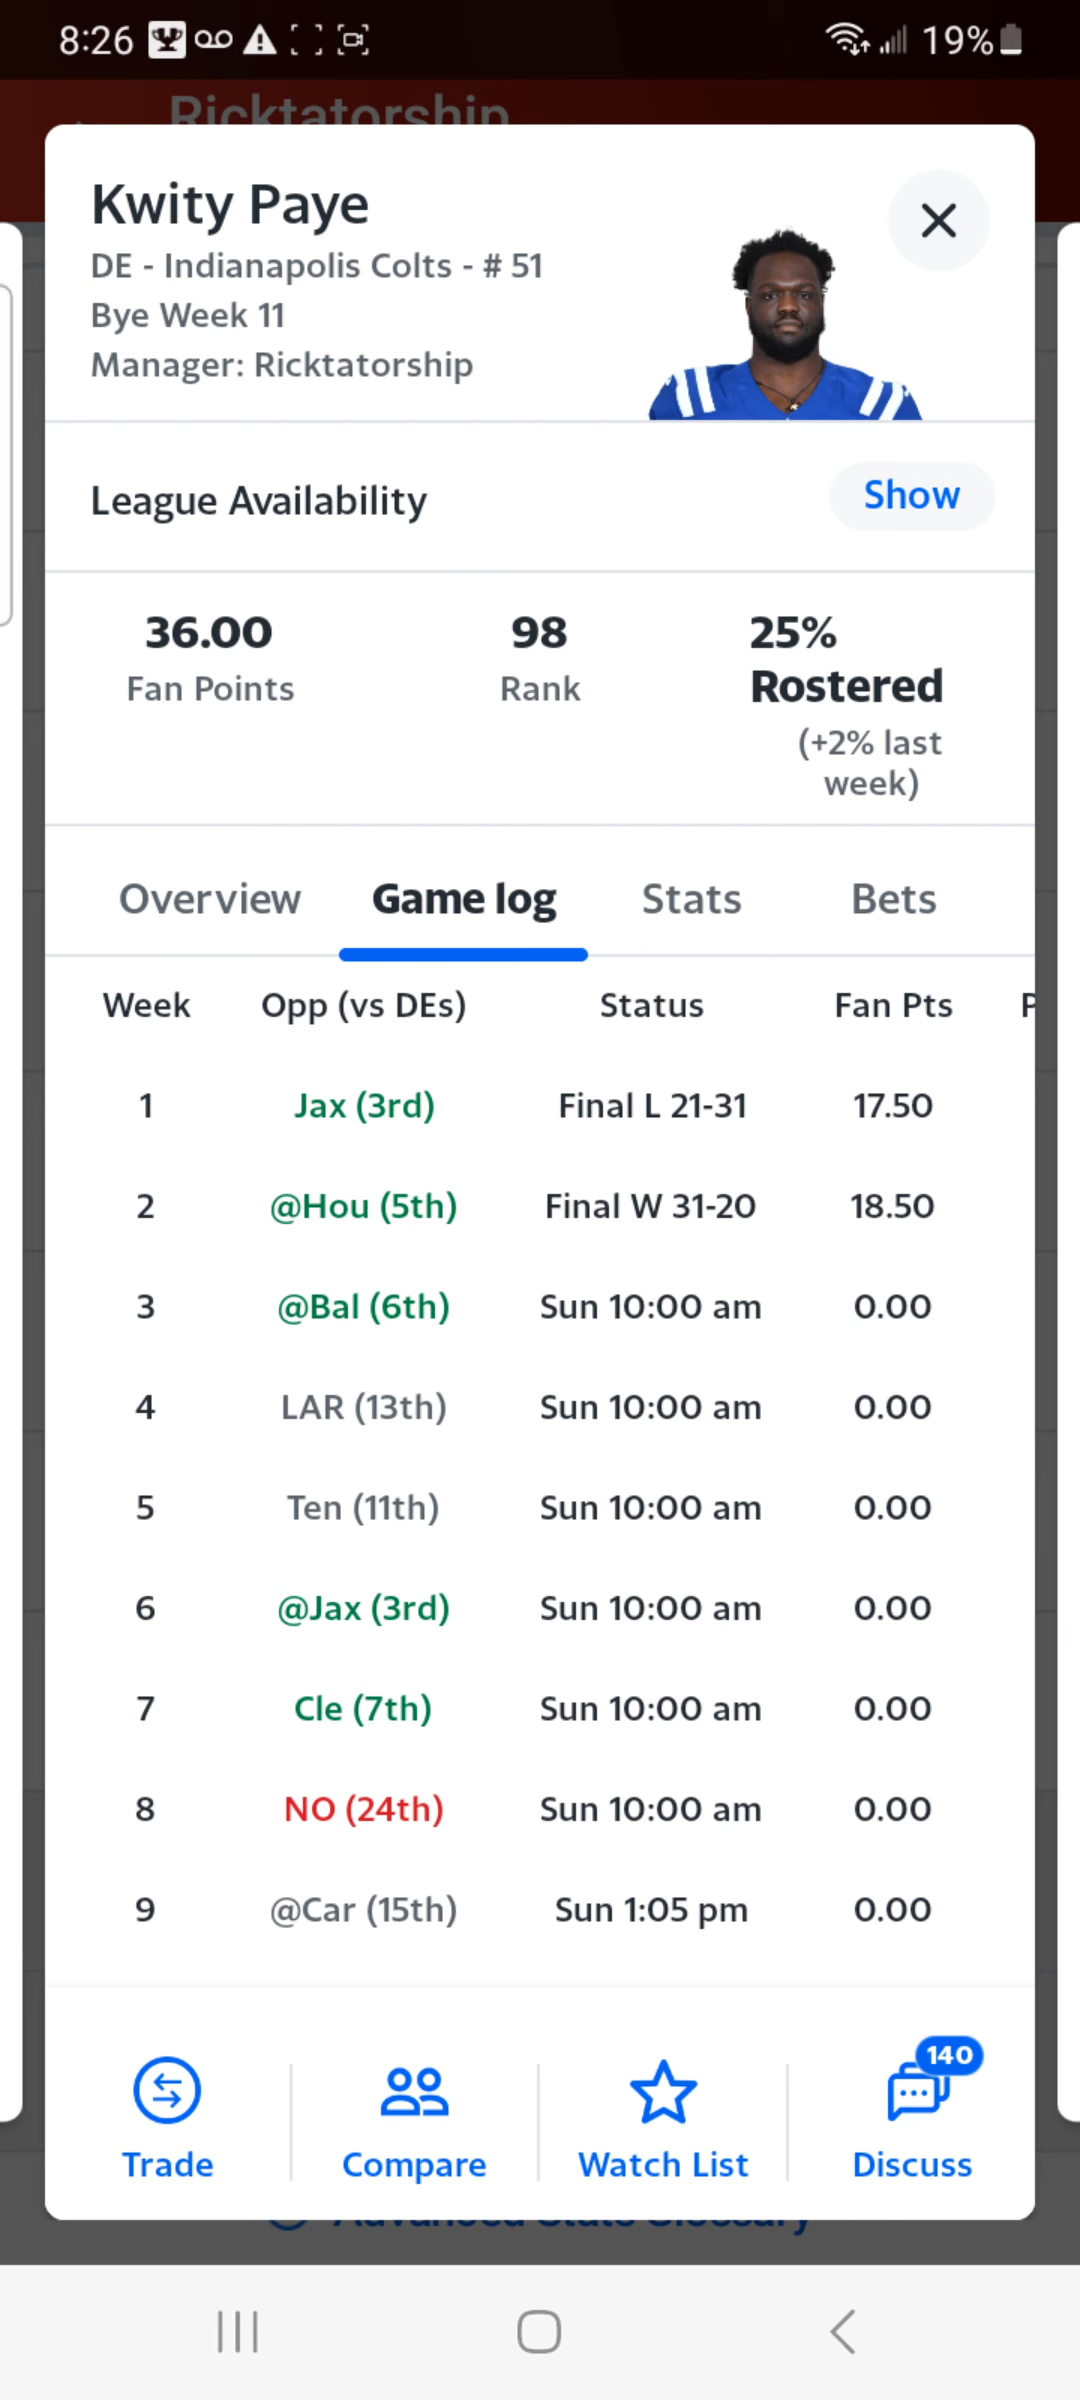 8:26 19%
Ricktatorship
Kwity Paye
DE - Indianapolis Colts - # 51
Bye Week 11
Manager: Ricktatorship
League Availability
Show
36.00 98 25% Rostered
Fan Points Rank (+2% last week)
Overview Game log Stats Bets
Week Opp (vs DEs) Status Fan Pts P
1 Jax (3rd) Final L 21-31 17.50
2 @Hou (5th) Final W 31-20 18.50
3 @Bal (6th) Sun 10:00 am 0.00
4 LAR (13th) Sun 10:00 am 0.00
5 Ten (11th) Sun 10:00 am 0.00
6 @Jax (3rd) Sun 10:00 am 0.00
7 Cle (7th) Sun 10:00 am 0.00
8 NO (24th) Sun 10:00 am 0.00
9 @Car (15th) Sun 1:05 pm 0.00
140
Trade Compare Watch List Discuss
Advanced Stats Glossary